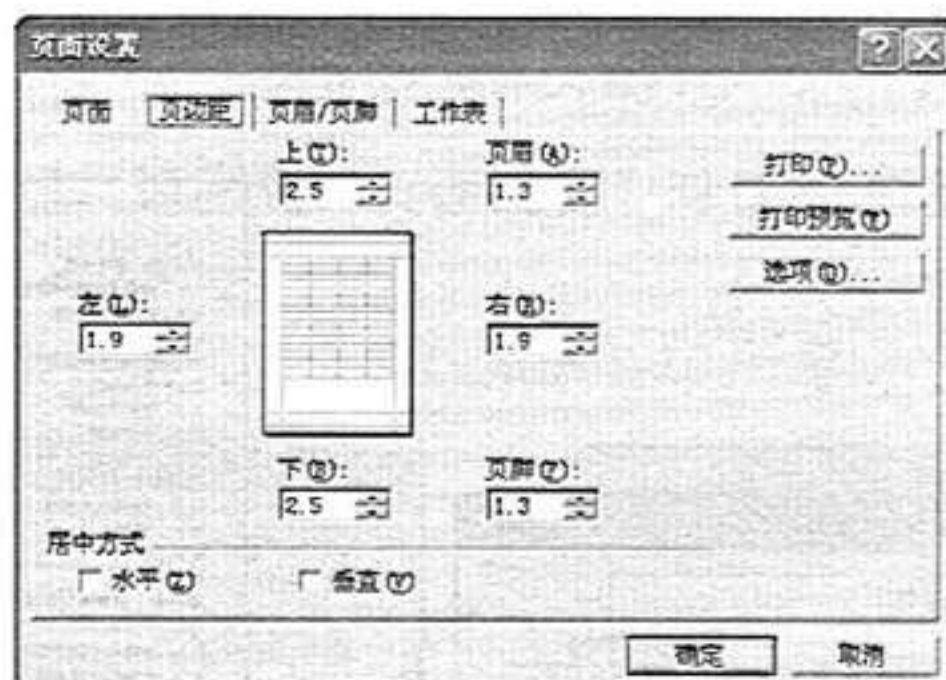 页面设置
页面 页边距 页眉/页脚 工作表
上(T): 页眉(A): 打印(P)...
2.5 1.3
打印预览(W)
选项(O)...
左(L): 右(R):
1.9 1.9
下(B): 页脚(F):
2.5 1.3
居中方式
水平(Z) 垂直(V)
确定 取消